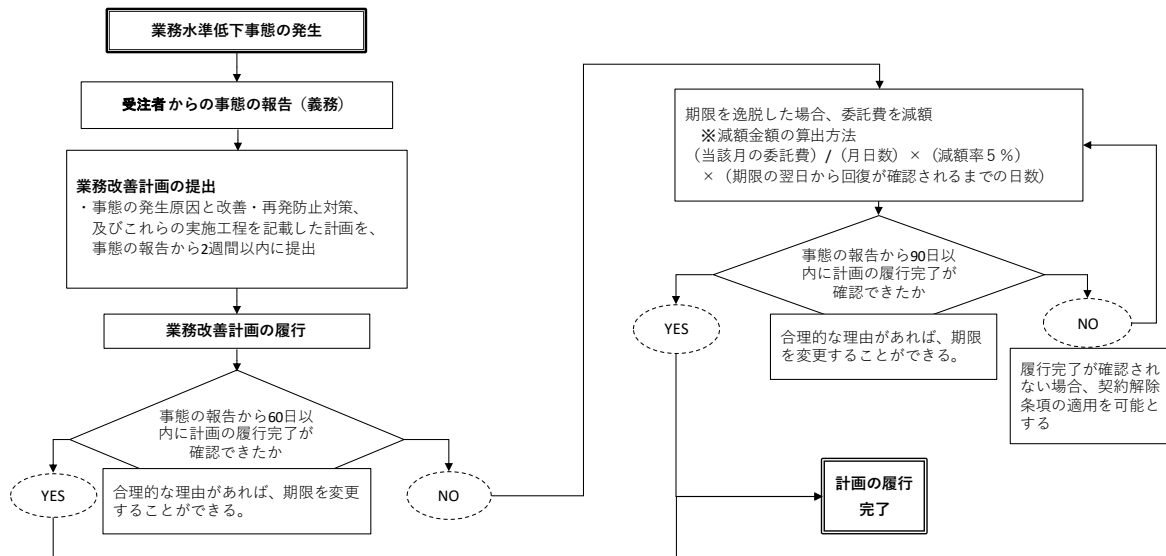 業務水準低下事態の発生
受注者からの事態の報告（義務）
業務改善計画の提出
・事態の発生原因と改善・再発防止対策、
及びこれらの実施工程を記載した計画を、
事態の報告から2週間以内に提出
業務改善計画の履行
事態の報告から60日以
内に計画の履行完了が
確認できたか
YES
合理的な理由があれば、期限を変更
することができる。
NO
期限を逸脱した場合、委託費を減額
※減額金額の算出方法
（当該月の委託費）/（月日数）×（減額率５％）
×（期限の翌日から回復が確認されるまでの日数）
事態の報告から90日以
内に計画の履行完了が
確認できたか
YES
合理的な理由があれば、期限
を変更することができる。
NO
履行完了が確認され
ない場合、契約解除
条項の適用を可能と
する
計画の履行
完了